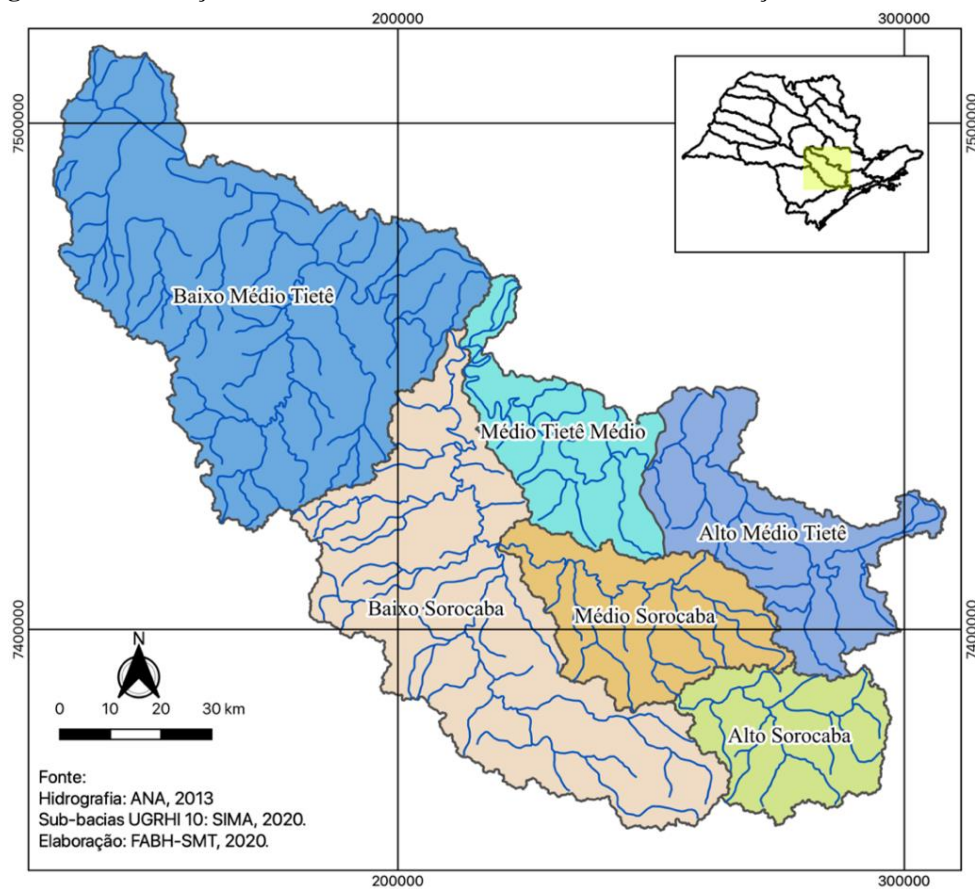 200000
300000
7500000
7500000
Baixo Médio Tietê
Médio Tietê Médio
Alto Médio Tietê
Baixo Sorocaba
Médio Sorocaba
7400000
7400000
Alto Sorocaba
N
0 10 20 30 km
Fonte:
Hidrografia: ANA, 2013
Sub-bacias UGRHI 10: SIMA, 2020.
Elaboração: FABH-SMT, 2020.
200000
300000